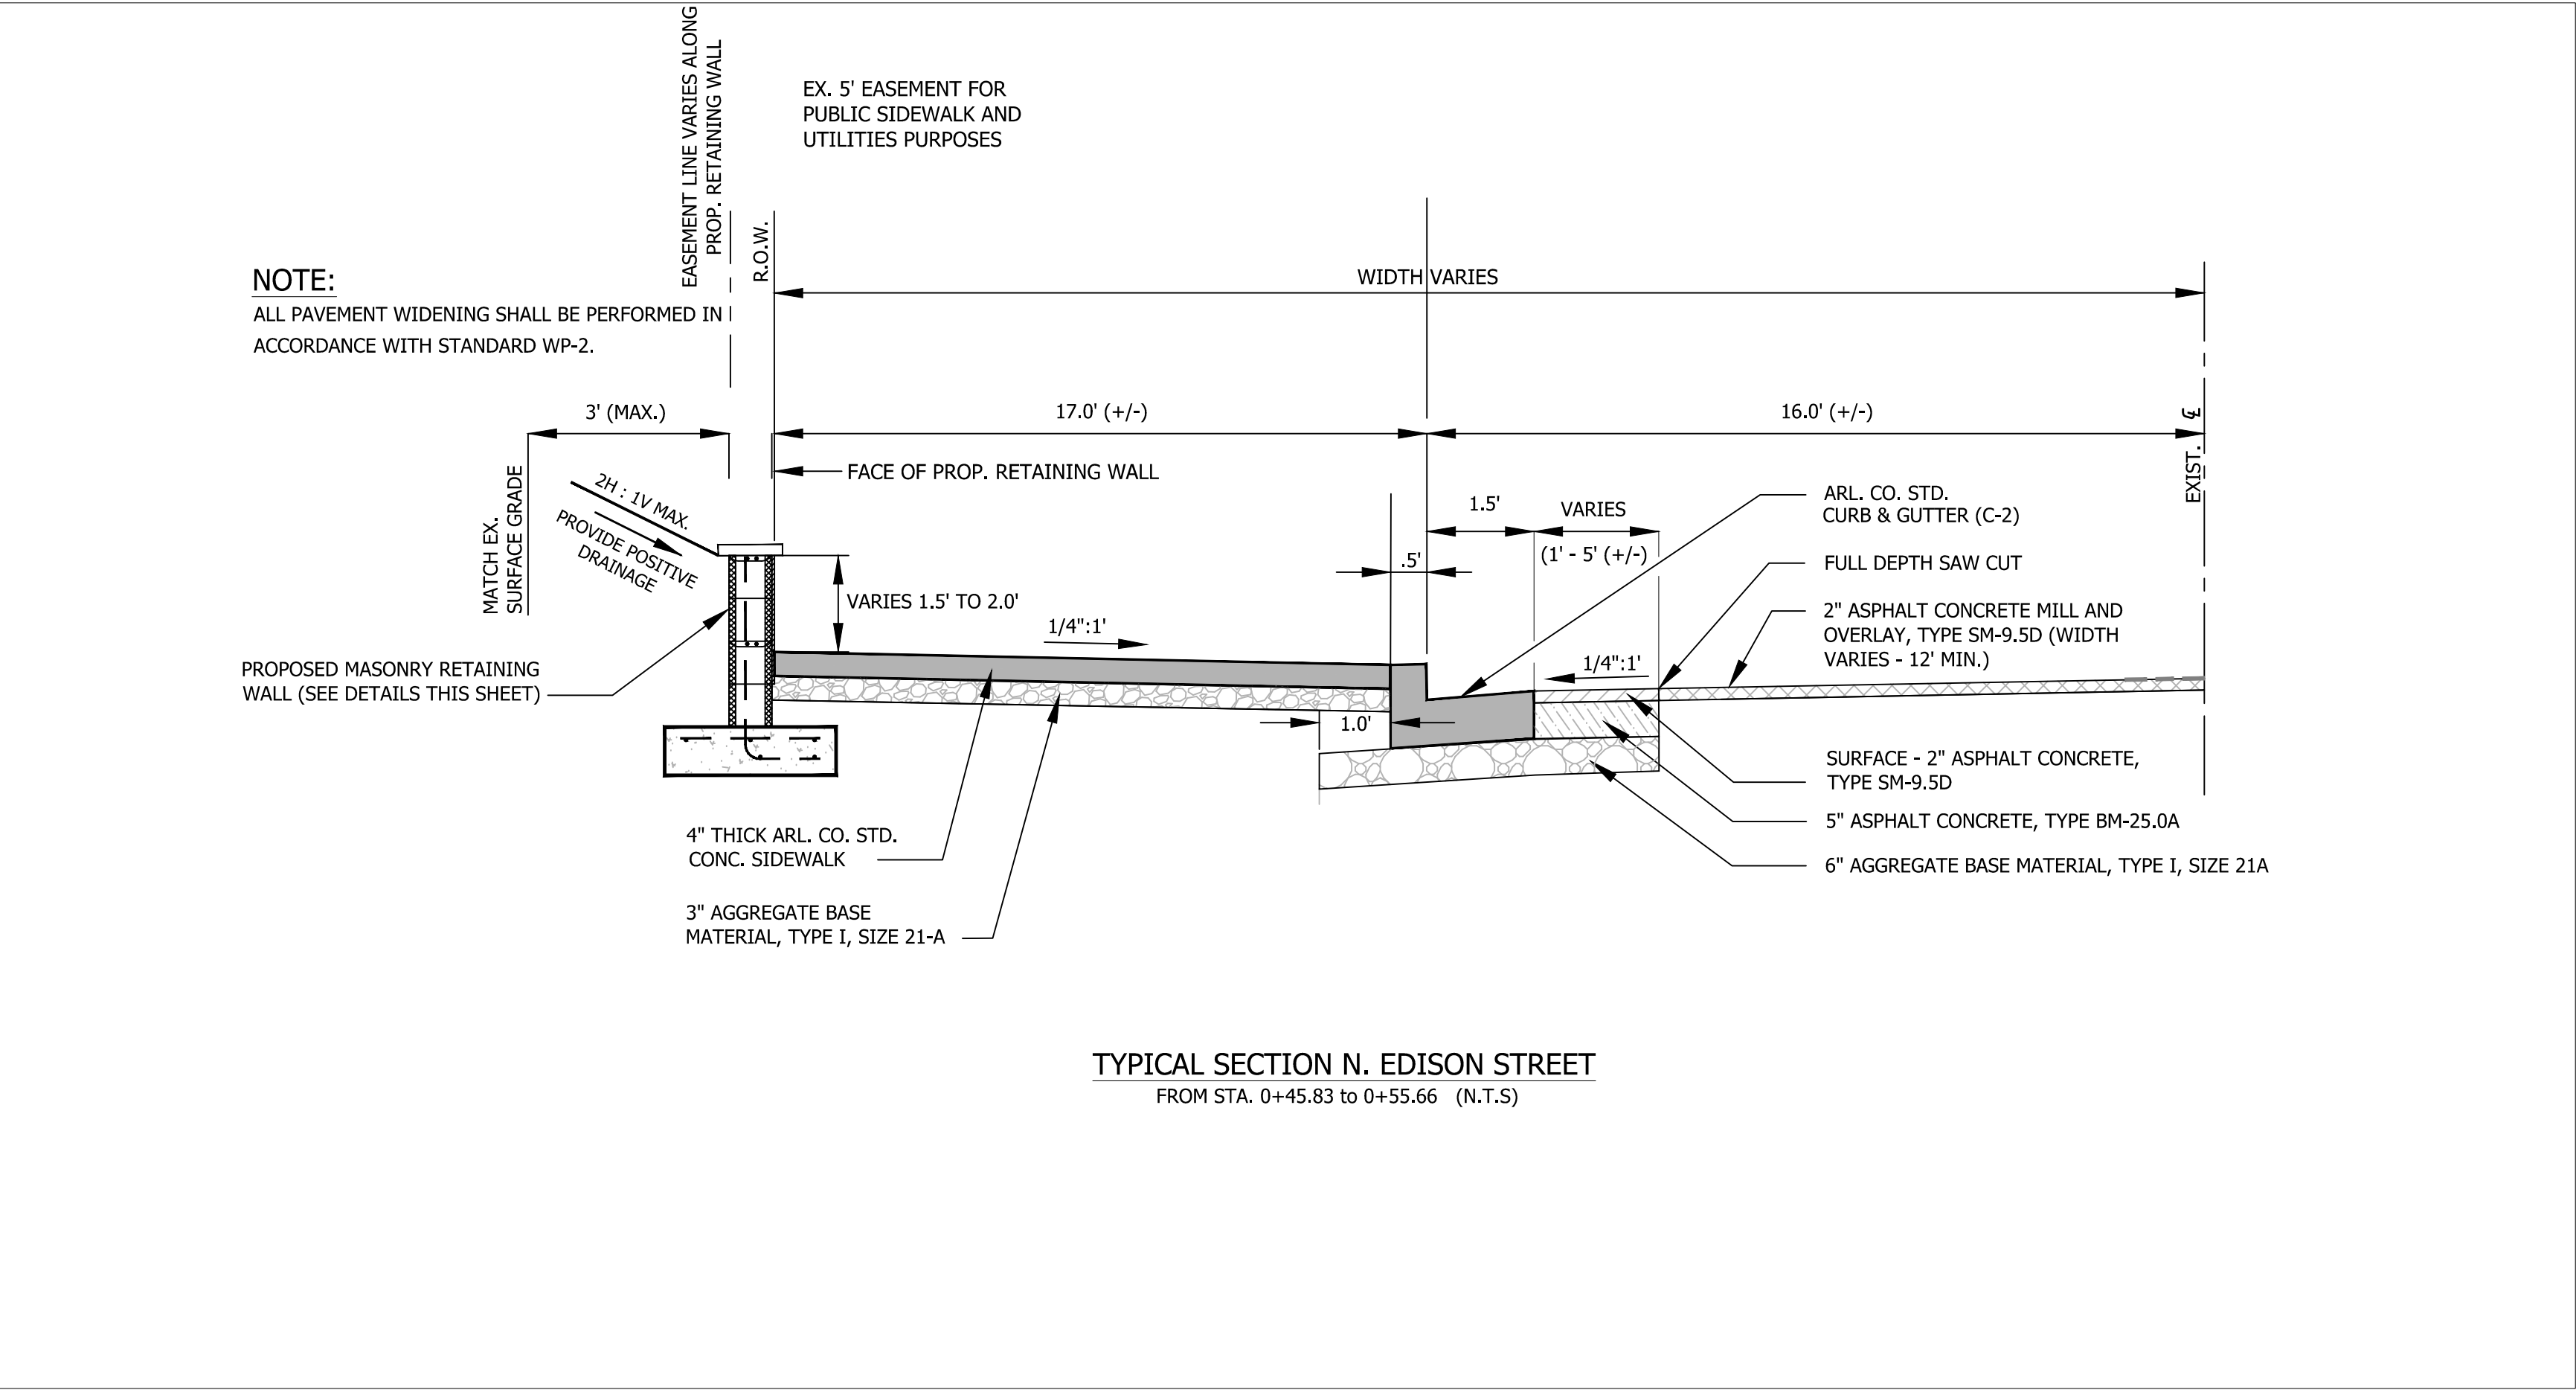 EASEMENT LINE VARIES ALONG
PROP. RETAINING WALL
R.O.W.
EX. 5' EASEMENT FOR
PUBLIC SIDEWALK AND
UTILITIES PURPOSES
NOTE:
ALL PAVEMENT WIDENING SHALL BE PERFORMED IN
ACCORDANCE WITH STANDARD WP-2.
WIDTH VARIES
3' (MAX.)
17.0' (+/-)
16.0' (+/-)
EXIST. ℄
FACE OF PROP. RETAINING WALL
MATCH EX.
SURFACE GRADE
2H : 1V MAX.
PROVIDE POSITIVE
DRAINAGE
1.5'
VARIES
(1' - 5' (+/-)
.5'
ARL. CO. STD.
CURB & GUTTER (C-2)
FULL DEPTH SAW CUT
2" ASPHALT CONCRETE MILL AND
OVERLAY, TYPE SM-9.5D (WIDTH
VARIES - 12' MIN.)
VARIES 1.5' TO 2.0'
1/4":1'
1/4":1'
PROPOSED MASONRY RETAINING
WALL (SEE DETAILS THIS SHEET)
1.0'
SURFACE - 2" ASPHALT CONCRETE,
TYPE SM-9.5D
5" ASPHALT CONCRETE, TYPE BM-25.0A
6" AGGREGATE BASE MATERIAL, TYPE I, SIZE 21A
4" THICK ARL. CO. STD.
CONC. SIDEWALK
3" AGGREGATE BASE
MATERIAL, TYPE I, SIZE 21-A
TYPICAL SECTION N. EDISON STREET
FROM STA. 0+45.83 to 0+55.66 (N.T.S)